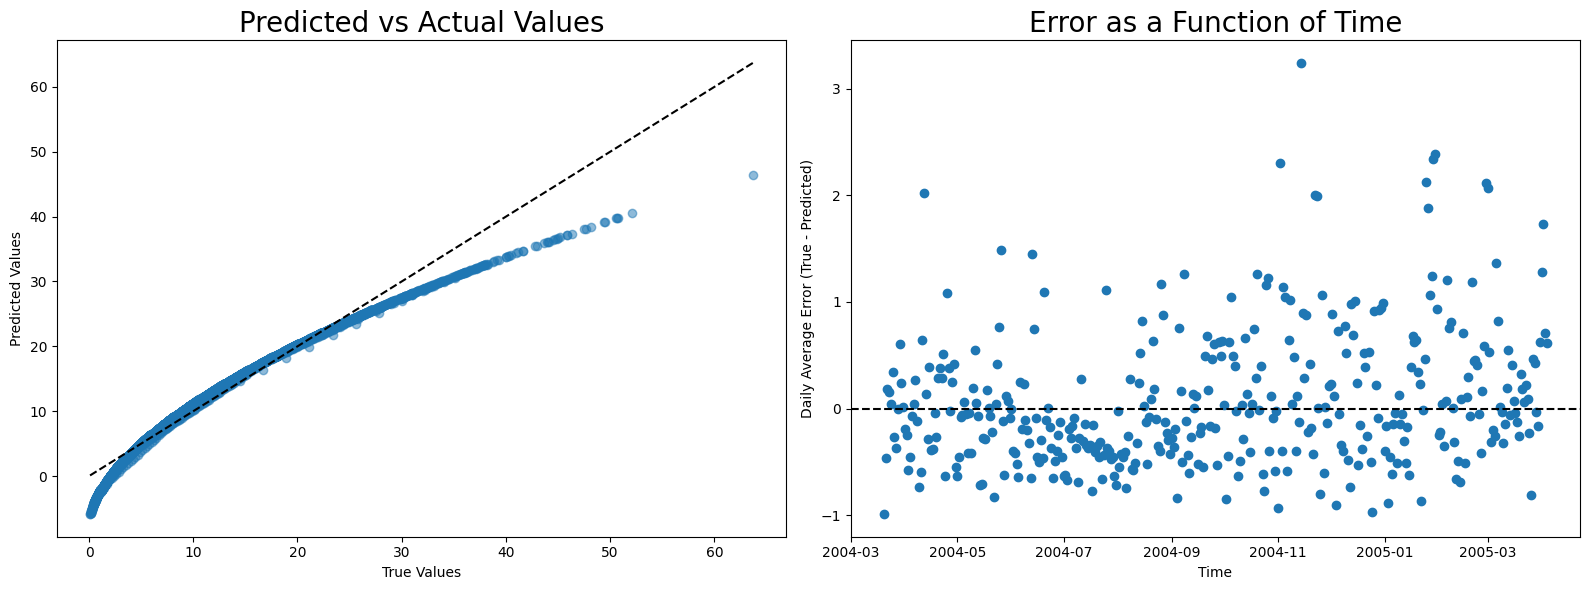 Predicted vs Actual Values
Predicted Values
60
50
40
30
20
10
0
0 10 20 30 40 50 60
True Values
Error as a Function of Time
Daily Average Error (True - Predicted)
3
2
1
0
−1
2004-03 2004-05 2004-07 2004-09 2004-11 2005-01 2005-03
Time